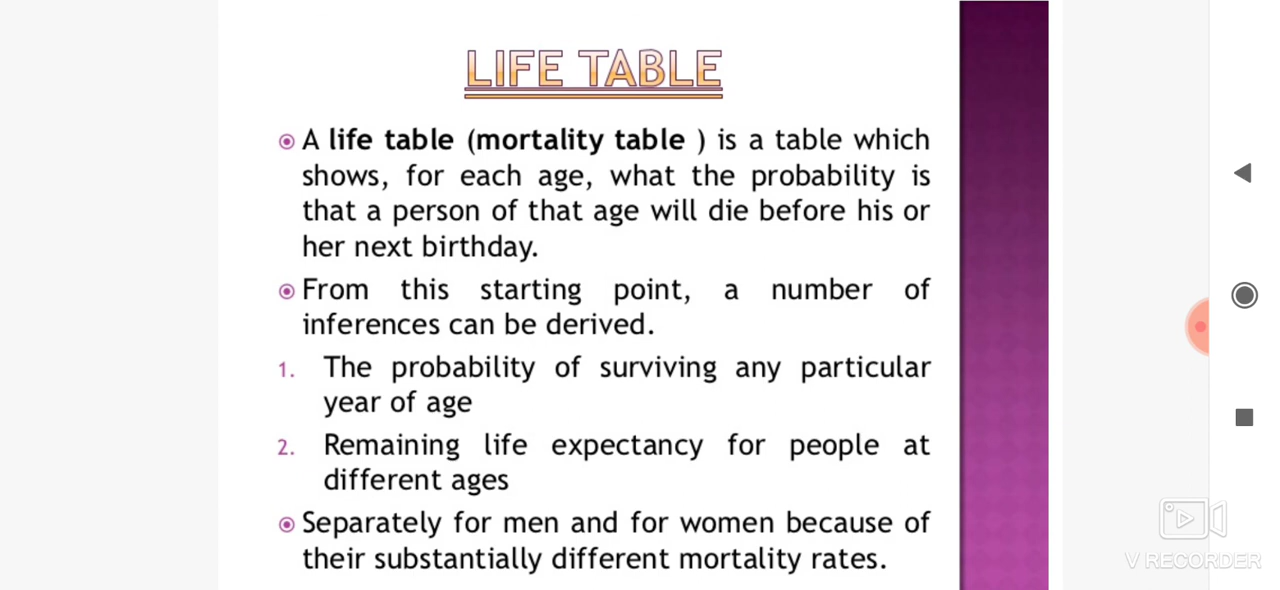 LIFE TABLE
A life table (mortality table ) is a table which
shows, for each age, what the probability is
that a person of that age will die before his or
her next birthday.
From this starting point, a number of
inferences can be derived.
1. The probability of surviving any particular
year of age
2. Remaining life expectancy for people at
different ages
Separately for men and for women because of
their substantially different mortality rates.
V RECORDER